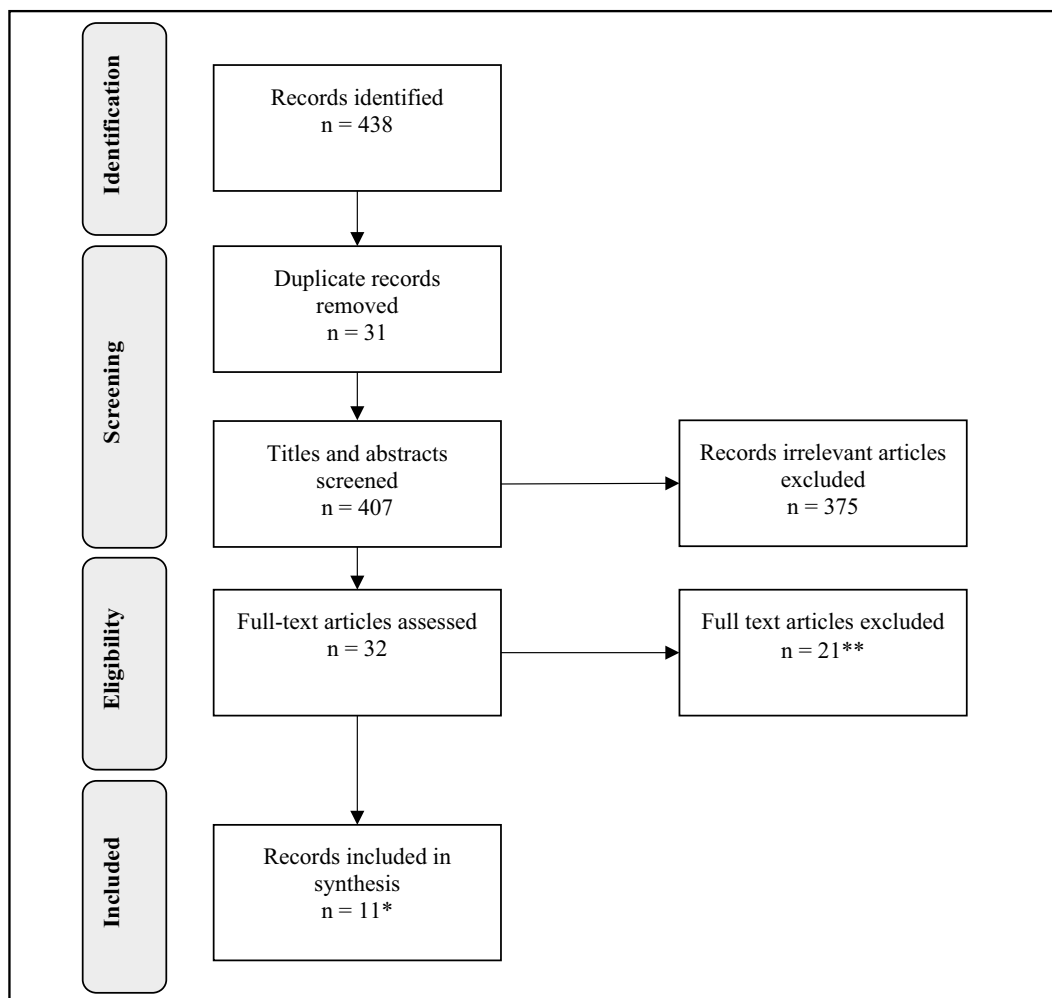 Identification
Records identified
n = 438
Screening
Duplicate records
removed
n = 31
Titles and abstracts
screened
n = 407
Records irrelevant articles
excluded
n = 375
Eligibility
Full-text articles assessed
n = 32
Full text articles excluded
n = 21**
Included
Records included in
synthesis
n = 11*